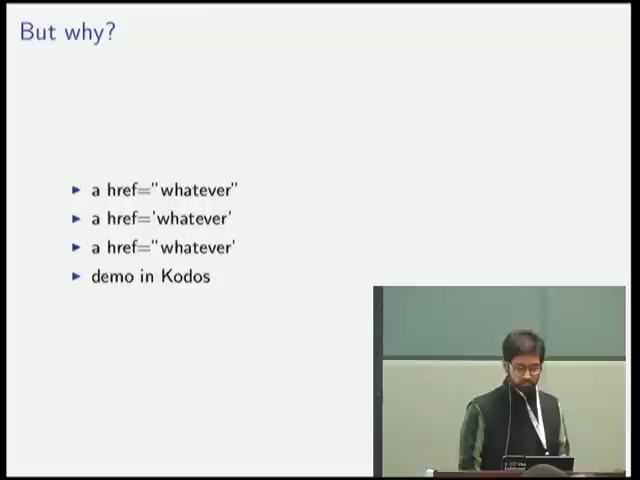 But why?
a href="whatever"
a href='whatever'
a href="whatever'
demo in Kodos